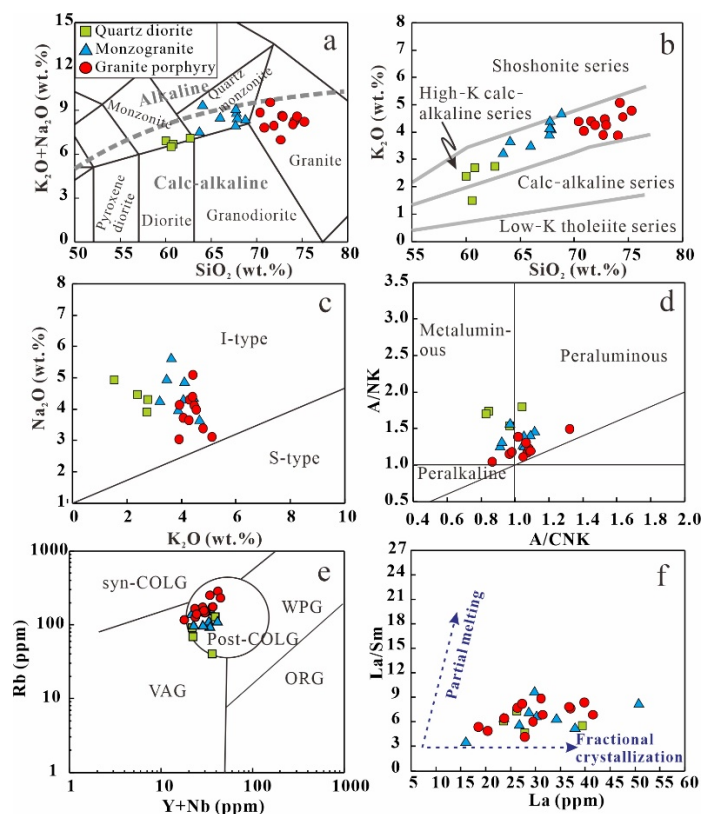 Quartz diorite
Monzogranite
Granite porphyry
a
Alkaline
Monzonite
Quartz
monzonite
Calc-alkaline
Pyroxene
diorite
Diorite
Granodiorite
Granite
K₂O+Na₂O (wt.%)
15
12
9
6
3
0
50 55 60 65 70 75 80
SiO₂ (wt.%)
b
Shoshonite series
High-K calc-
alkaline series
Calc-alkaline series
Low-K tholeiite series
K₂O (wt.%)
8
7
6
5
4
3
2
1
0
55 60 65 70 75 80
SiO₂ (wt.%)
c
I-type
S-type
Na₂O (wt.%)
7
6
5
4
3
2
1
0 2 4 6 8 10
K₂O (wt.%)
d
Metalumin-
ous
Peraluminous
Peralkaline
A/NK
3.5
3.0
2.5
2.0
1.5
1.0
0.5
0.4 0.6 0.8 1.0 1.2 1.4 1.6 1.8 2.0
A/CNK
e
syn-COLG
WPG
Post-COLG
VAG
ORG
Rb (ppm)
1000
100
10
1
1 10 100 1000
Y+Nb (ppm)
f
Partial melting
Fractional
crystallization
La/Sm
27
24
21
18
15
12
9
6
3
0
5 10 15 20 25 30 35 40 45 50 55 60
La (ppm)